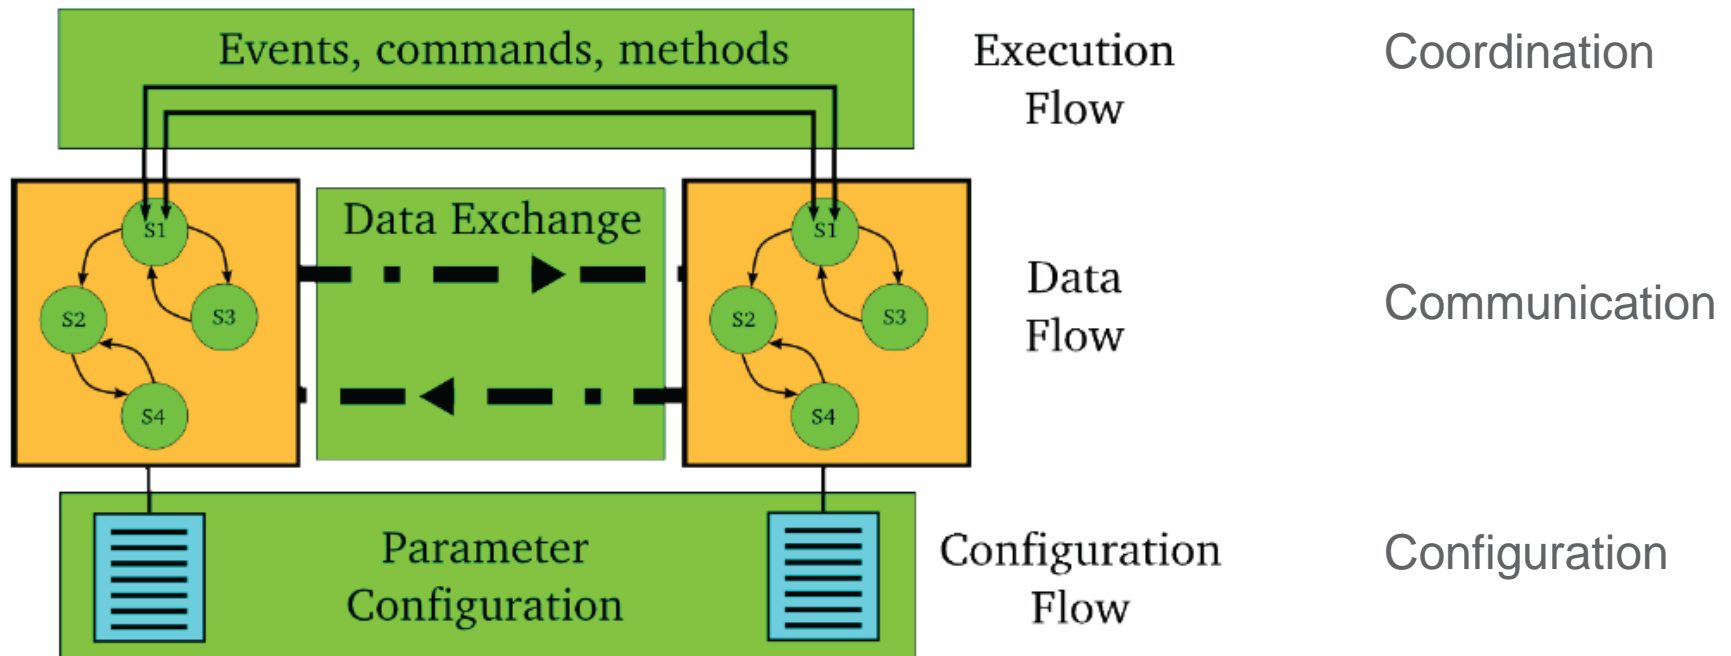 Events, commands, methods
Execution
Flow
Coordination
S1
S2
S3
S4
Data Exchange
S1
S2
S3
S4
Data
Flow
Communication
Parameter
Configuration
Configuration
Flow
Configuration